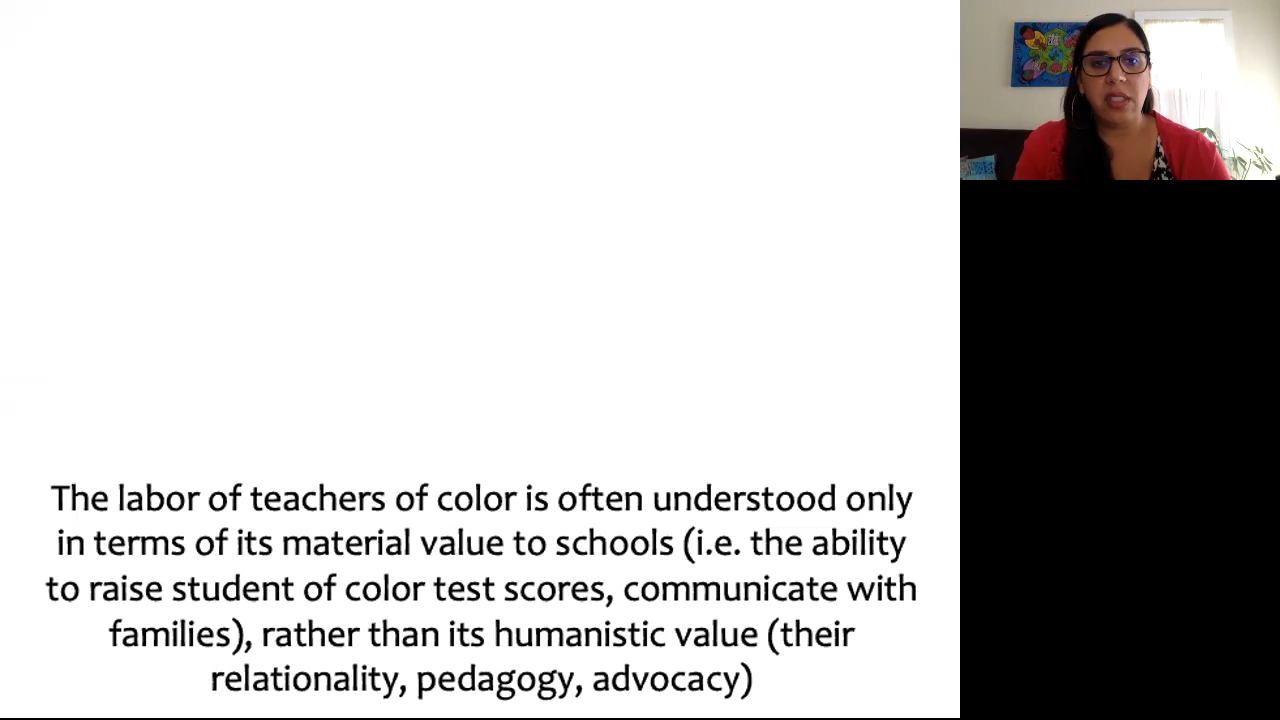 The labor of teachers of color is often understood only
in terms of its material value to schools (i.e. the ability
to raise student of color test scores, communicate with
families), rather than its humanistic value (their
relationality, pedagogy, advocacy)